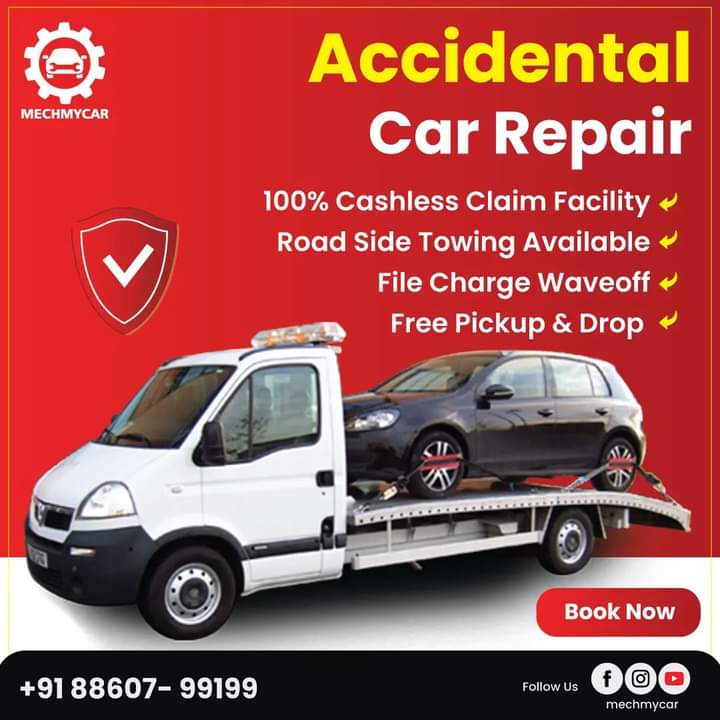 MECHMYCAR
Accidental
Car Repair
100% Cashless Claim Facility
Road Side Towing Available
File Charge Waveoff
Free Pickup & Drop
Book Now
+91 88607- 99199
Follow Us
mechmycar